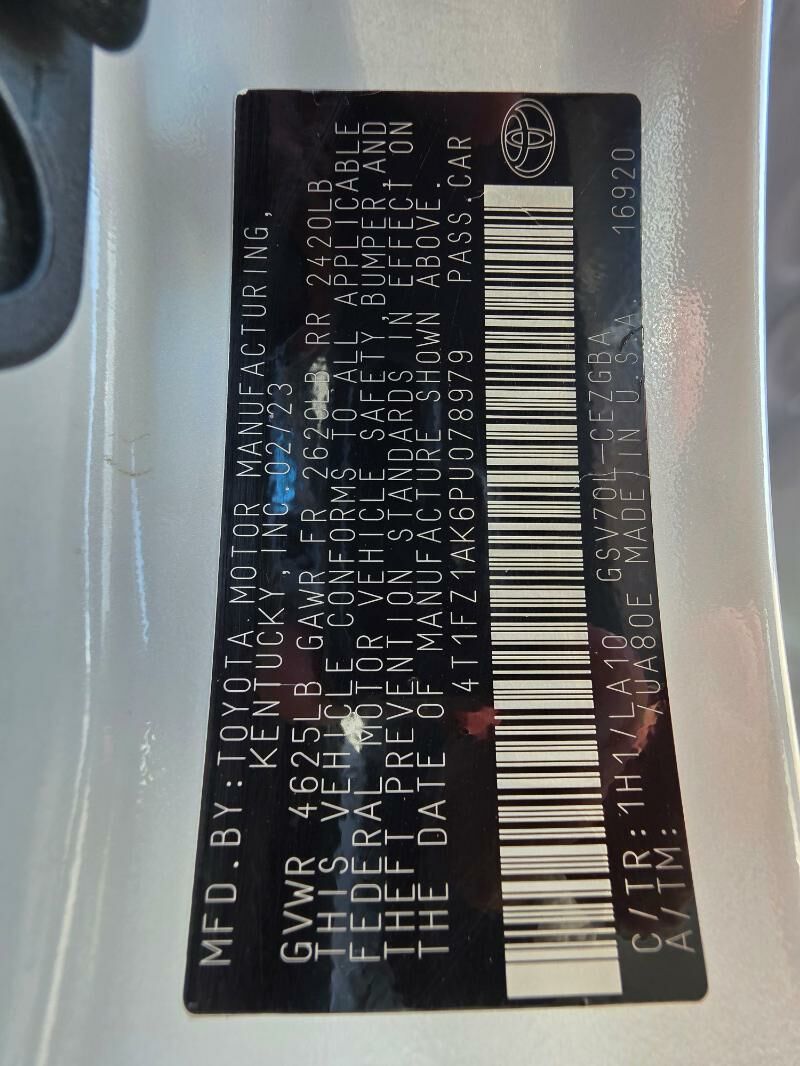 MFD.BY:TOYOTA MOTOR MANUFACTURING,
KENTUCKY, INC. 02/23
GVWR 4625LB GAWR FR 2620LB RR 2420LB
THIS VEHICLE CONFORMS TO ALL APPLICABLE
FEDERAL MOTOR VEHICLE SAFETY,BUMPER,AND
THEFT PREVENTION STANDARDS IN EFFECT ON
THE DATE OF MANUFACTURE SHOWN ABOVE.
4T1FZ1AK6PU078979 PASS.CAR
C/TR: 1H1/LA10 GSV70L-CEZGBA 16920
A/TM: /UA80E MADE IN U.S.A